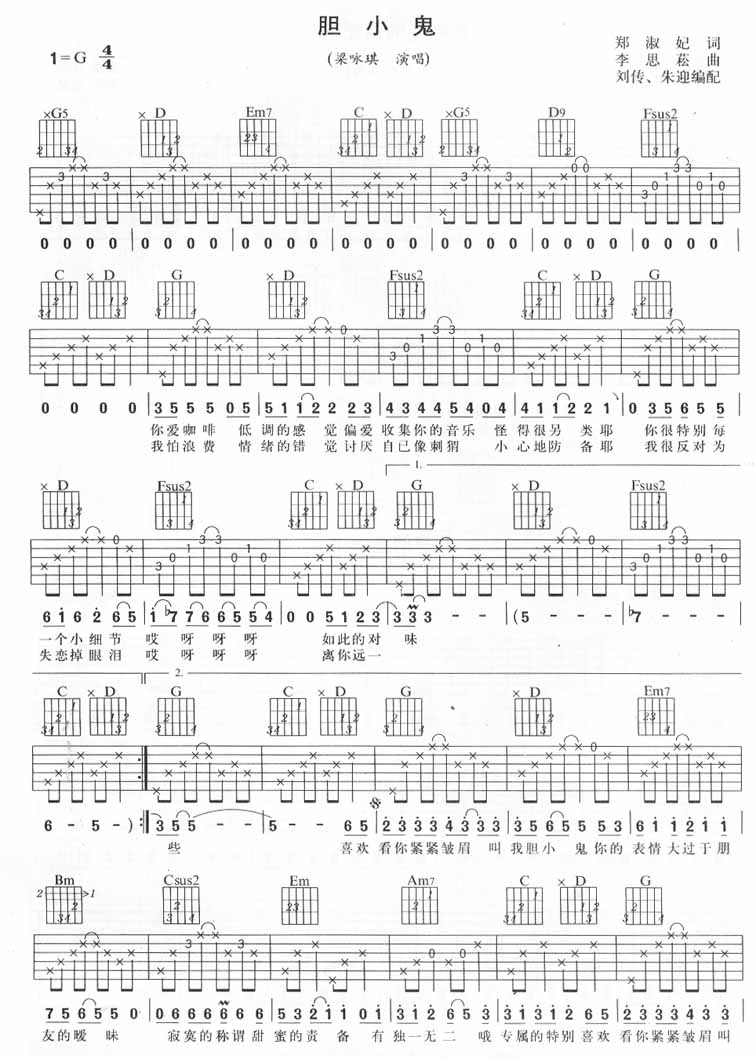 胆小鬼
1=G 4/4
(梁咏琪 演唱)
郑淑妃词
李思菘曲
刘传、朱迎编配
×G5 ×D Em7 C ×D ×G5 D9 Fsus2
0 0 0 0 | 0 0 0 0 | 0 0 0 0 | 0 0 0 0 | 0 0 0 0 | 0 0 0 0 | 0 0 0 0
C ×D G ×D Fsus2 C ×D G
0 0 0 0 | 3 5 5 5 0 5 | 5 1 1 1 2 2 2 3 | 4 3 4 4 5 4 0 4 | 4 1 1 2 2 1 | 0 3 5 6 5 5
你爱咖啡 低调的感 觉偏爱收集你的音乐 怪得很另 类耶 你很特别每
我怕浪费 情绪的错 觉讨厌自已像刺猬 小心地防 备耶 我很反对为
1.
×D Fsus2 C ×D G ×D Fsus2
6 1 6 2 6 5 | 1 ♭7 7 6 6 5 5 4 | 0 0 5 1 2 3 | 3 3 3 - - | (5 - - - | ♭7 - - -
一个小细节 哎 呀呀呀 如此的对 味
失恋掉眼泪 哎 呀呀呀 离你远一
2.
C ×D G C ×D G ×D Em7
6 - 5 - ) :‖ 3 5 5 - - | 5 - - 6 5 | 2 3 3 3 4 3 3 3 | 3 5 6 5 5 5 3 | 6 1 1 1 2 1 1
些 喜欢看你紧紧皱眉 叫我胆小 鬼你的表情大过于朋
Bm Csus2 Em Am7 C ×D G
7 5 6 5 5 0 | 0 6 6 6 6 6 6 | 5 3 2 1 1 0 1 | 3 1 2 6 5 3 | 3 1 2 3 3 6 5 | 2 3 3 3 4 3 3 3
友的暧昧 寂寞的称谓甜蜜的责 备有独一无二 哦专属的特别喜欢看你紧紧皱眉叫